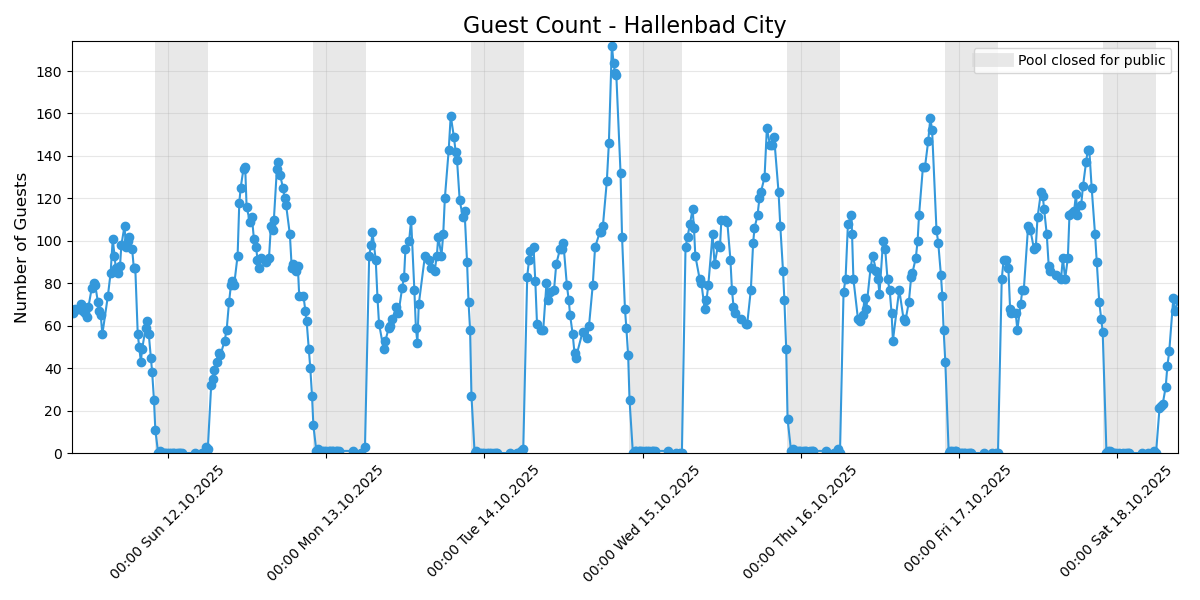 Guest Count - Hallenbad City
Pool closed for public
Number of Guests
180
160
140
120
100
80
60
40
20
0
00:00 Sun 12.10.2025
00:00 Mon 13.10.2025
00:00 Tue 14.10.2025
00:00 Wed 15.10.2025
00:00 Thu 16.10.2025
00:00 Fri 17.10.2025
00:00 Sat 18.10.2025